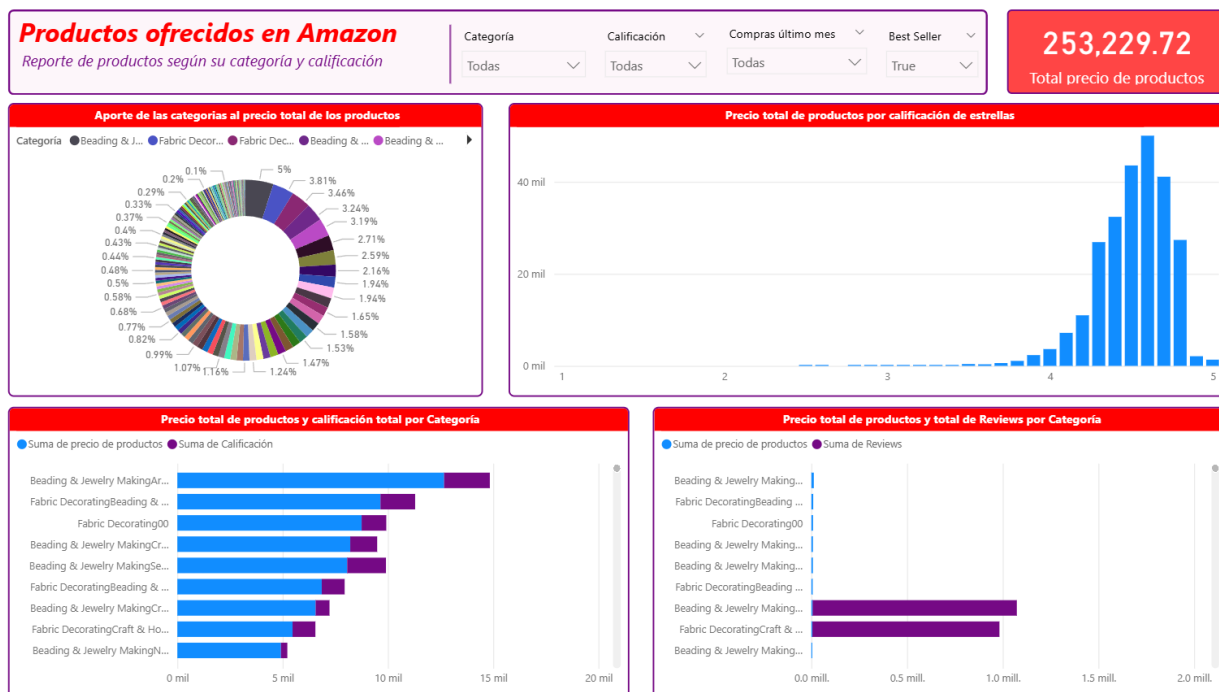 Productos ofrecidos en Amazon
Reporte de productos según su categoría y calificación
Categoría
Todas
Calificación
Todas
Compras último mes
Todas
Best Seller
True
253,229.72
Total precio de productos
Aporte de las categorias al precio total de los productos
Categoría Beading & J... Fabric Decor... Fabric Dec... Beading & ... Beading & ...
5%
3.81%
3.46%
3.24%
3.19%
2.71%
2.59%
2.16%
1.94%
1.94%
1.65%
1.58%
1.53%
1.47%
1.24%
1.16%
1.07%
0.99%
0.82%
0.77%
0.68%
0.58%
0.5%
0.48%
0.44%
0.43%
0.4%
0.37%
0.33%
0.29%
0.2%
0.1%
Precio total de productos por calificación de estrellas
40 mil
20 mil
0 mil
1 2 3 4 5
Precio total de productos y calificación total por Categoría
Suma de precio de productos Suma de Calificación
Beading & Jewelry MakingAr...
Fabric DecoratingBeading & ...
Fabric Decorating00
Beading & Jewelry MakingCr...
Beading & Jewelry MakingSe...
Fabric DecoratingBeading & ...
Beading & Jewelry MakingCr...
Fabric DecoratingCraft & Ho...
Beading & Jewelry MakingN...
0 mil 5 mil 10 mil 15 mil 20 mil
Precio total de productos y total de Reviews por Categoría
Suma de precio de productos Suma de Reviews
Beading & Jewelry Making...
Fabric DecoratingBeading ...
Fabric Decorating00
Beading & Jewelry Making...
Beading & Jewelry Making...
Fabric DecoratingBeading ...
Beading & Jewelry Making...
Fabric DecoratingCraft & ...
Beading & Jewelry Making...
0.0 mill. 0.5 mill. 1.0 mill. 1.5 mill. 2.0 mill.